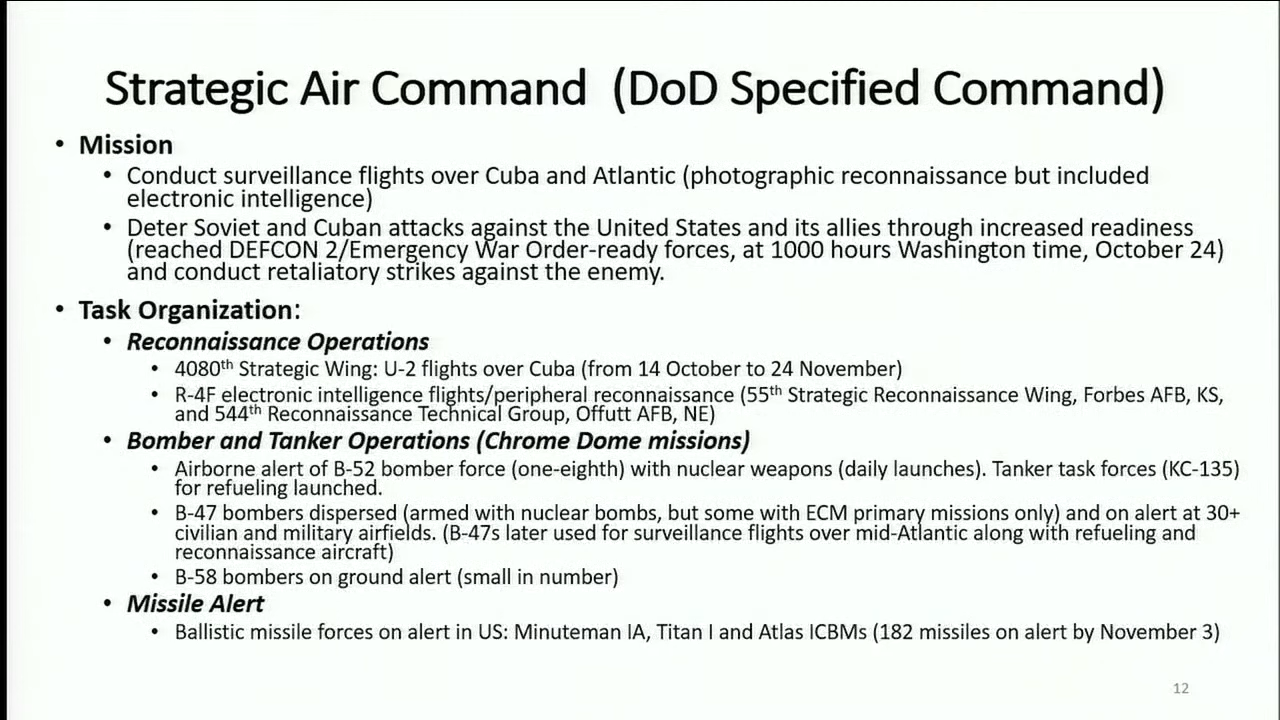 Strategic Air Command (DoD Specified Command)
• Mission
• Conduct surveillance flights over Cuba and Atlantic (photographic reconnaissance but included
electronic intelligence)
• Deter Soviet and Cuban attacks against the United States and its allies through increased readiness
(reached DEFCON 2/Emergency War Order-ready forces, at 1000 hours Washington time, October 24)
and conduct retaliatory strikes against the enemy.
• Task Organization:
• Reconnaissance Operations
• 4080th Strategic Wing: U-2 flights over Cuba (from 14 October to 24 November)
• R-4F electronic intelligence flights/peripheral reconnaissance (55th Strategic Reconnaissance Wing, Forbes AFB, KS,
and 544th Reconnaissance Technical Group, Offutt AFB, NE)
• Bomber and Tanker Operations (Chrome Dome missions)
• Airborne alert of B-52 bomber force (one-eighth) with nuclear weapons (daily launches). Tanker task forces (KC-135)
for refueling launched.
• B-47 bombers dispersed (armed with nuclear bombs, but some with ECM primary missions only) and on alert at 30+
civilian and military airfields. (B-47s later used for surveillance flights over mid-Atlantic along with refueling and
reconnaissance aircraft)
• B-58 bombers on ground alert (small in number)
• Missile Alert
• Ballistic missile forces on alert in US: Minuteman IA, Titan I and Atlas ICBMs (182 missiles on alert by November 3)
12